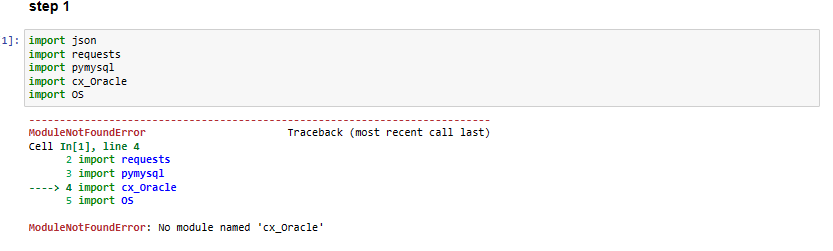 step 1
1]: import json
import requests
import pymysql
import cx_Oracle
import OS
---------------------------------------------------------------------------
ModuleNotFoundError                       Traceback (most recent call last)
Cell In[1], line 4
      2 import requests
      3 import pymysql
----> 4 import cx_Oracle
      5 import OS
ModuleNotFoundError: No module named 'cx_Oracle'